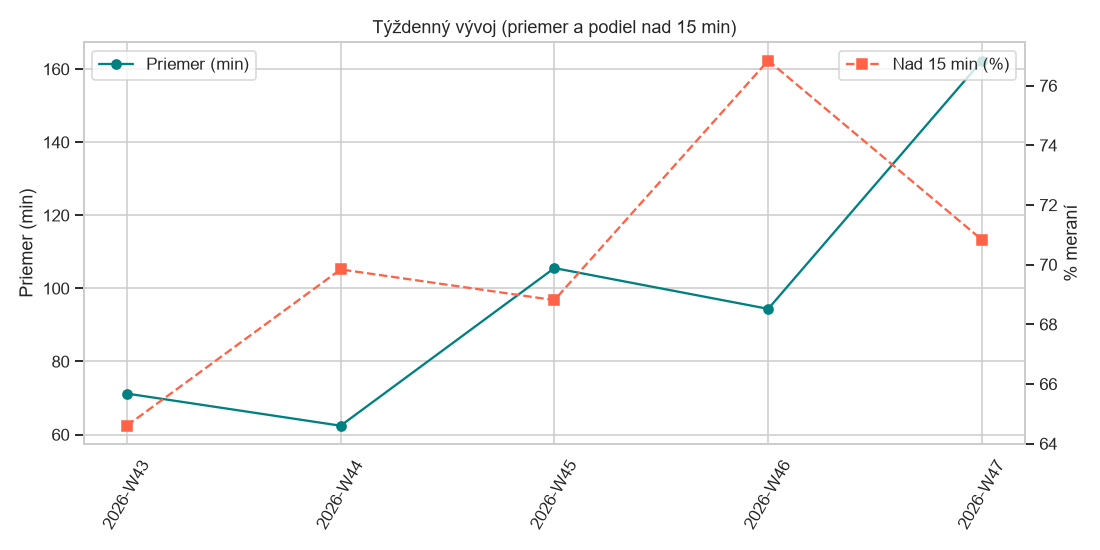 Týždenný vývoj (priemer a podiel nad 15 min)
Priemer (min)
Nad 15 min (%)
160
140
120
100
80
60
Priemer (min)
76
74
72
70
68
66
64
% meraní
2026-W43
2026-W44
2026-W45
2026-W46
2026-W47